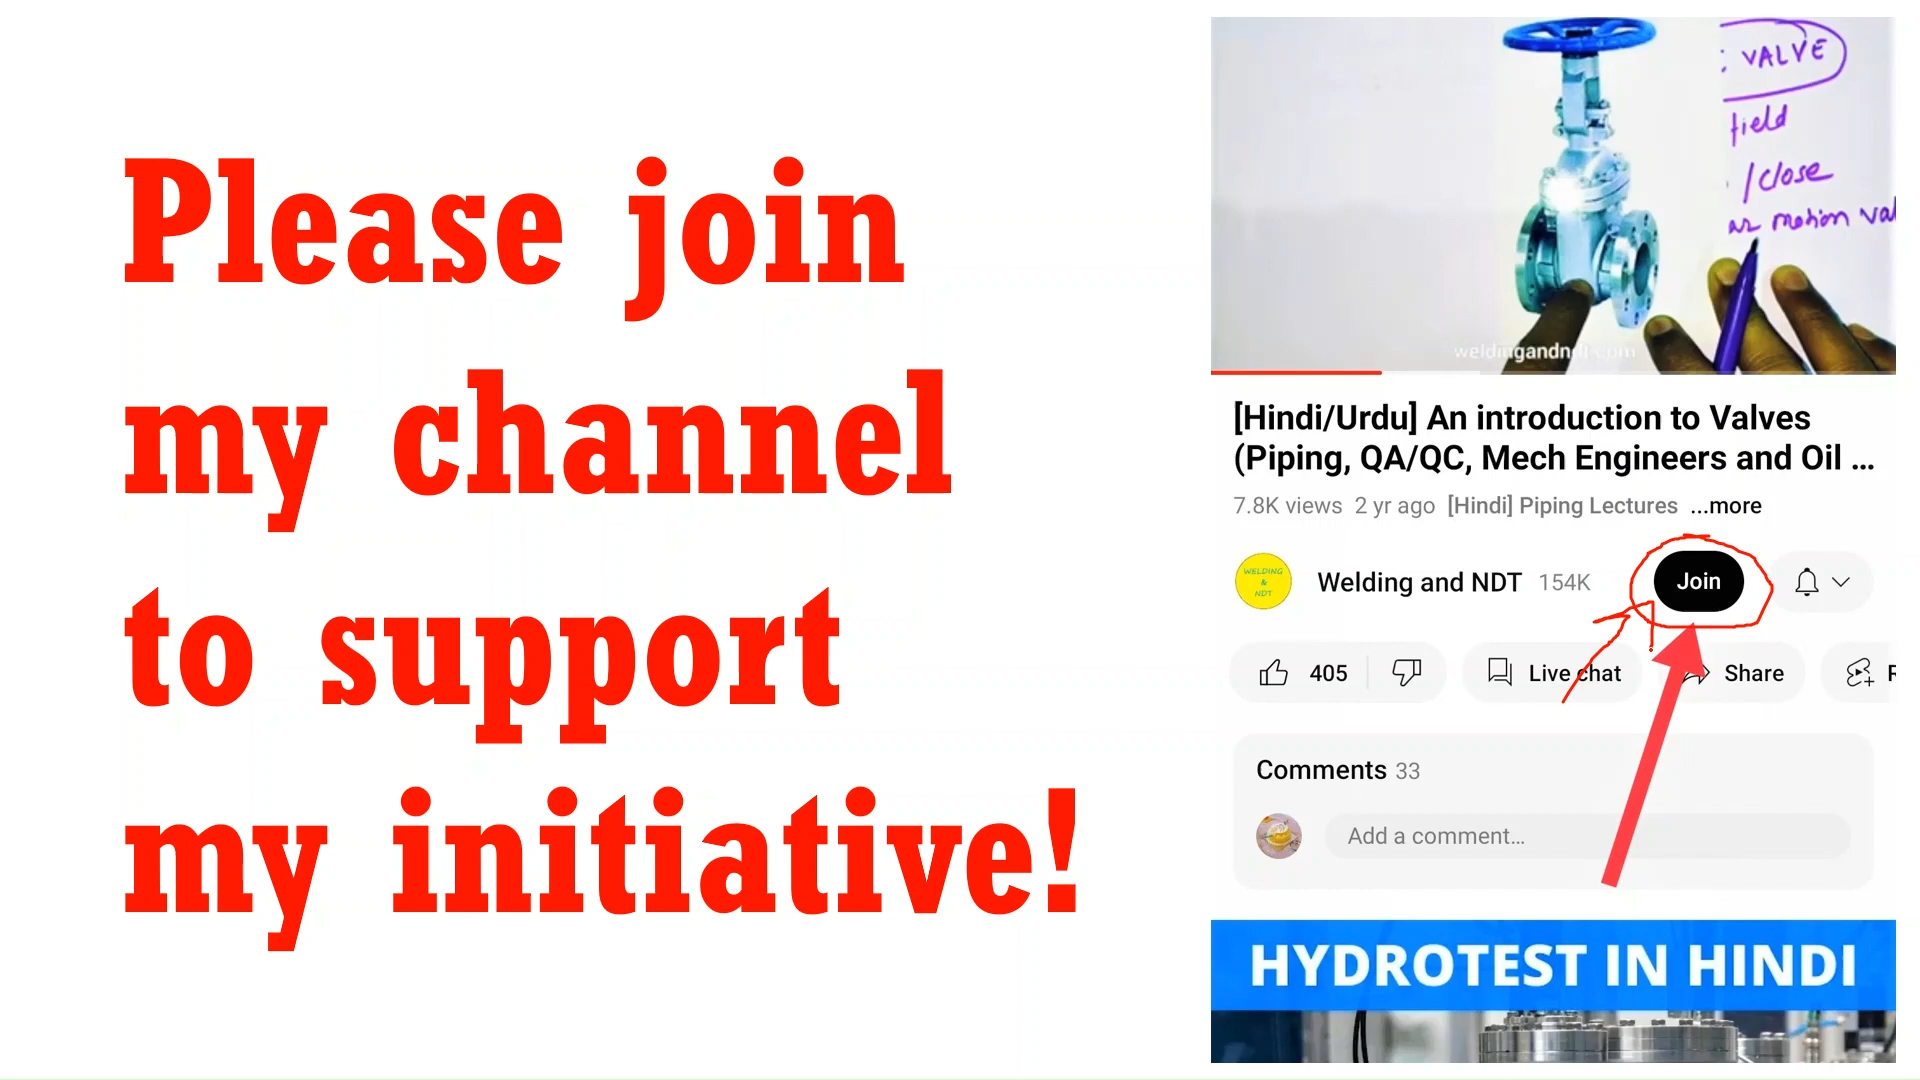 Please join
my channel
to support
my initiative!
VALVE
field
/close
motion
weldingandndt.com
[Hindi/Urdu] An introduction to Valves
(Piping, QA/QC, Mech Engineers and Oil ...
7.8K views 2 yr ago [Hindi] Piping Lectures ...more
WELDING
&
NDT
Welding and NDT 154K
Join
405
Live chat
Share
Comments 33
Add a comment...
HYDROTEST IN HINDI